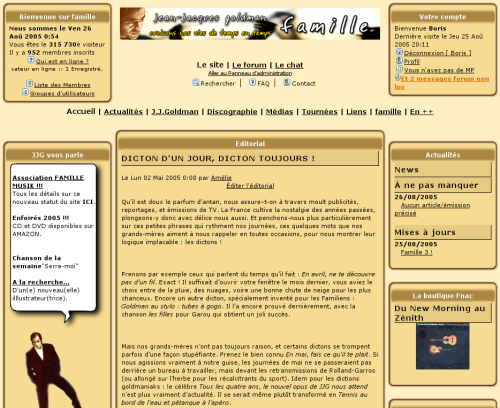 Bienvenue sur famille
Nous sommes le Ven 26
Aoû 2005 8:54
Vous êtes le 315 730è visiteur
Il y a 952 membres inscrits
Qui est en ligne ?
sateur en ligne :: 1 Enregistré,
Liste des Membres
Groupes d'utilisateurs
jean-jacques goldman
croisons nos vies de temps en temps
famille
Le site | Le forum | Le chat
Aller au Panneau d'administration
Rechercher | FAQ | Contact
Votre compte
Bienvenue Boris
Dernière visite le Jeu 25 Aoû
2005 20:11
Déconnexion [ Boris ]
Profil
Vous n'avez pas de MP
Et 2 messages forum non
lus
Accueil | Actualités | J.J.Goldman | Discographie | Médias | Tournées | Liens | famille | En ++
JJG vous parle
Association FAMILLE
MUSIK !!!
Tous les détails sur ce
nouveau statut du site ICI.
Enfoirés 2005 !!!
CD et DVD disponibles sur
AMAZON.
Chanson de la
semaine"Serre-moi"
A la recherche...
D'un(e) nouveau(elle)
illustrateur(trice).
Editorial
DICTON D'UN JOUR, DICTON TOUJOURS !
Le Lun 02 Mai 2005 0:00 par Amélie
Éditer l'éditorial
Qu'il est doux le parfum d'antan, nous assure-t-on à travers moult publicités,
reportages, et émissions de TV. La France cultive la nostalgie des années passées,
plongeons-y donc avec délice nous aussi. Et penchons-nous plus particulièrement
sur ces petites phrases qui rythment nos journées, ces quelques mots que nos
grands-mères aiment à nous rappeler en toutes occasions, pour nous montrer leur
logique implacable : les dictons !
Prenons par exemple ceux qui parlent du temps qu'il fait : En avril, ne te découvre
pas d'un fil. Exact ! Il suffisait d'ouvrir votre fenêtre le mois dernier, vous aviez le
choix entre de la pluie, des nuages, voire une bonne chute de neige pour les plus
chanceux. Encore un autre dicton, spécialement inventé pour les Familiens :
Goldman au stylo : tubes à gogo. Il l'a encore prouvé dernièrement, avec la
chanson les filles pour Garou qui obtient un joli succès.
Mais nos grands-mères n'ont pas toujours raison, et certains dictons se trompent
parfois d'une façon stupéfiante. Prenez le bien connu En mai, fais ce qu'il te plait. Si
nous agissions vraiment à notre guise, les journées de mai ne se passeraient pas
derrière un bureau à travailler, mais devant les retransmissions de Rolland-Garros
(ou allongé sur l'herbe pour les récalcitrants du sport). Idem pour les dictons
goldmaniaks : le célèbre Tous les quatre ans, le nouvel opus de JJG nous attend
n'est plus vraiment d'actualité. Il se serait même plutôt transformé en Tennis au
bord de l'eau et pétanque à l'apéro.
Actualités
News
À ne pas manquer
26/08/2005
Aucun article/émission
précisé
Mises à jours
25/08/2005
Famille 3 !
La boutique Fnac
Du New Morning au
Zénith